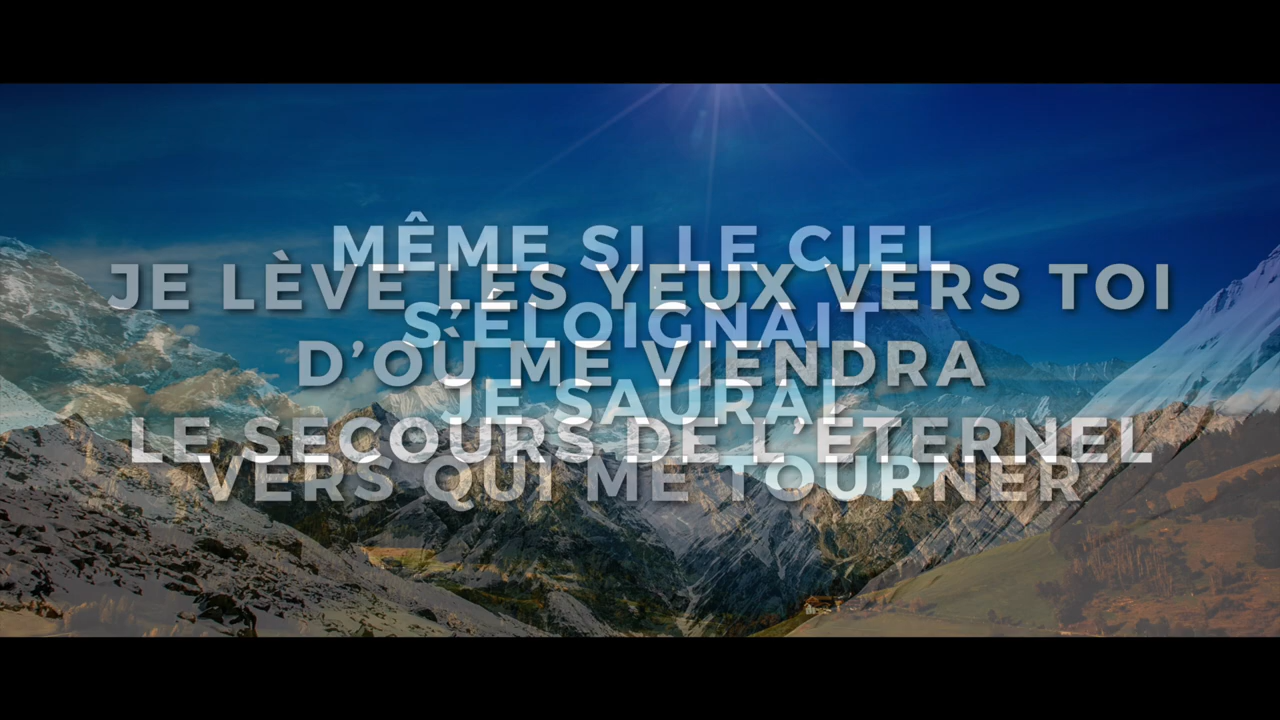 MÊME SI LE CIEL
JE LÈVE LES YEUX VERS TOI
S'ÉLOIGNAIT
D'OÙ ME VIENDRA
JE SAURAI
LE SECOURS DE L'ÉTERNEL
VERS QUI ME TOURNER